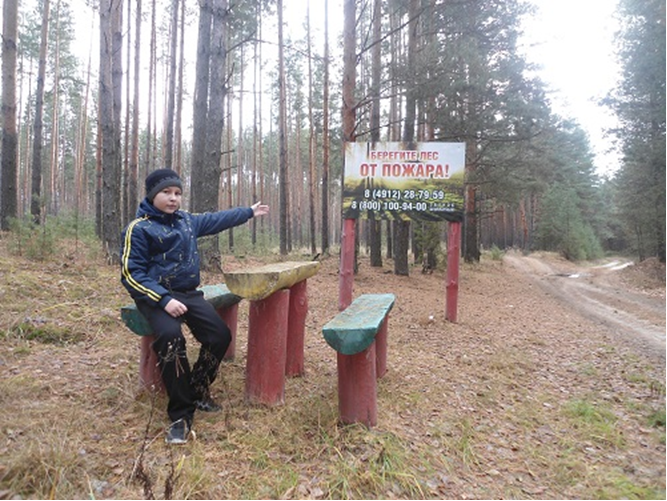 БЕРЕГИТЕ ЛЕС
ОТ ПОЖАРА!
8 (4912) 28-79-59
8 (800) 100-94-00